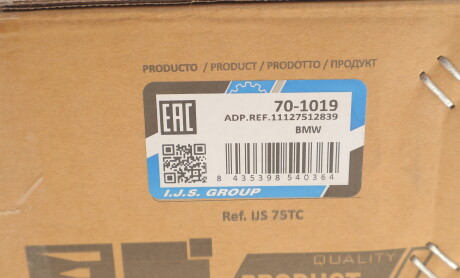 PRODUCTO / PRODUCT / PRODOTTO / ПРОДУКТ
EAC
70-1019
ADP.REF.11127512839
BMW
8 435398 540364
I.J.S. GROUP
Ref. IJS 75TC
QUALITY
PRODUCT